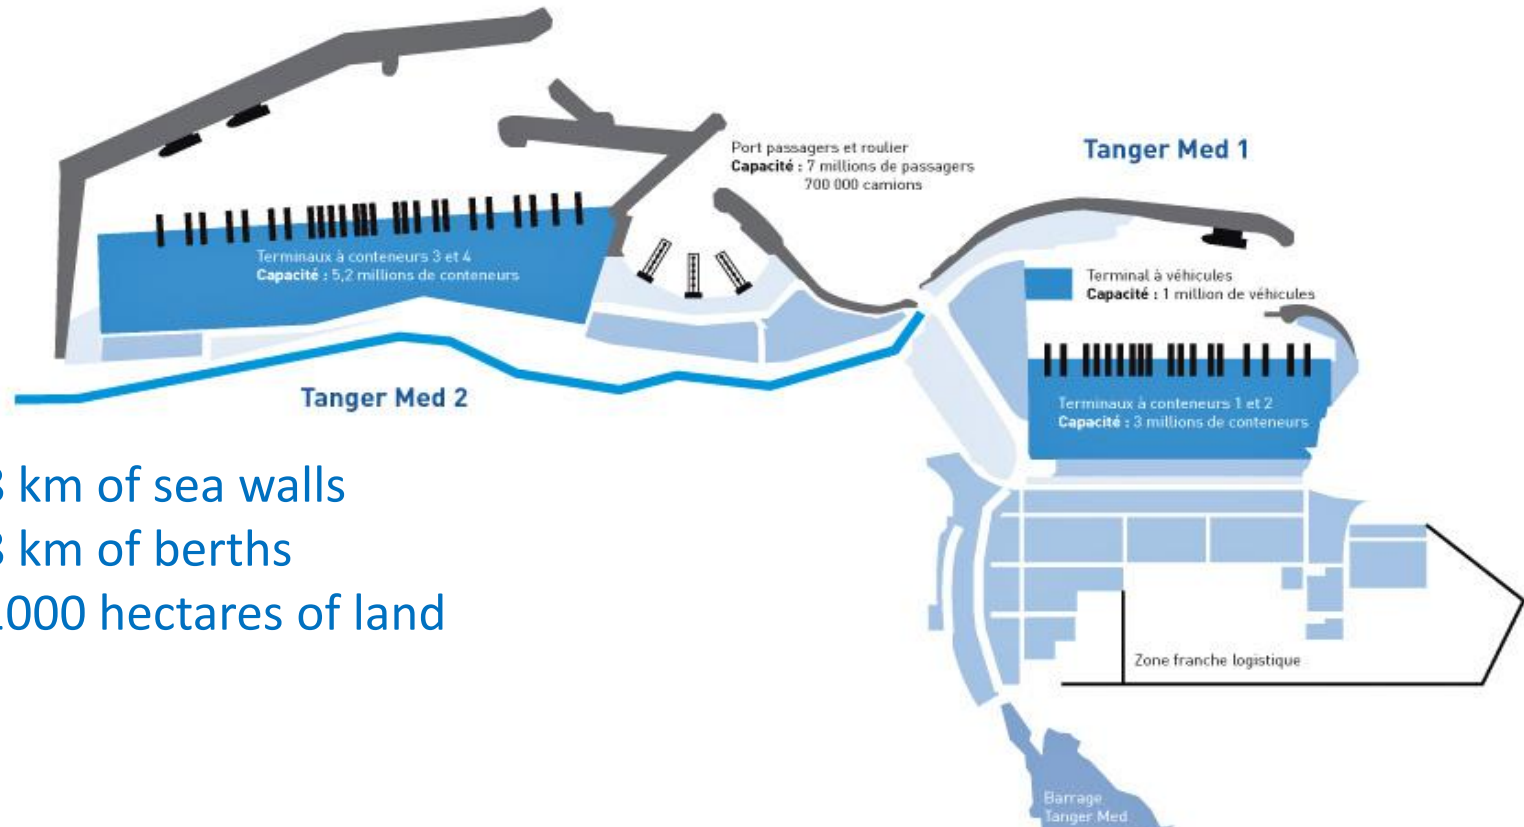 Port passagers et roulier
Capacité : 7 millions de passagers
700 000 camions
Tanger Med 1
Terminaux à conteneurs 3 et 4
Capacité : 5,2 millions de conteneurs
Terminal à véhicules
Capacité : 1 million de véhicules
Tanger Med 2
Terminaux à conteneurs 1 et 2
Capacité : 3 millions de conteneurs
km of sea walls
km of berths
000 hectares of land
Zone franche logistique
Barrage
Tanger Med